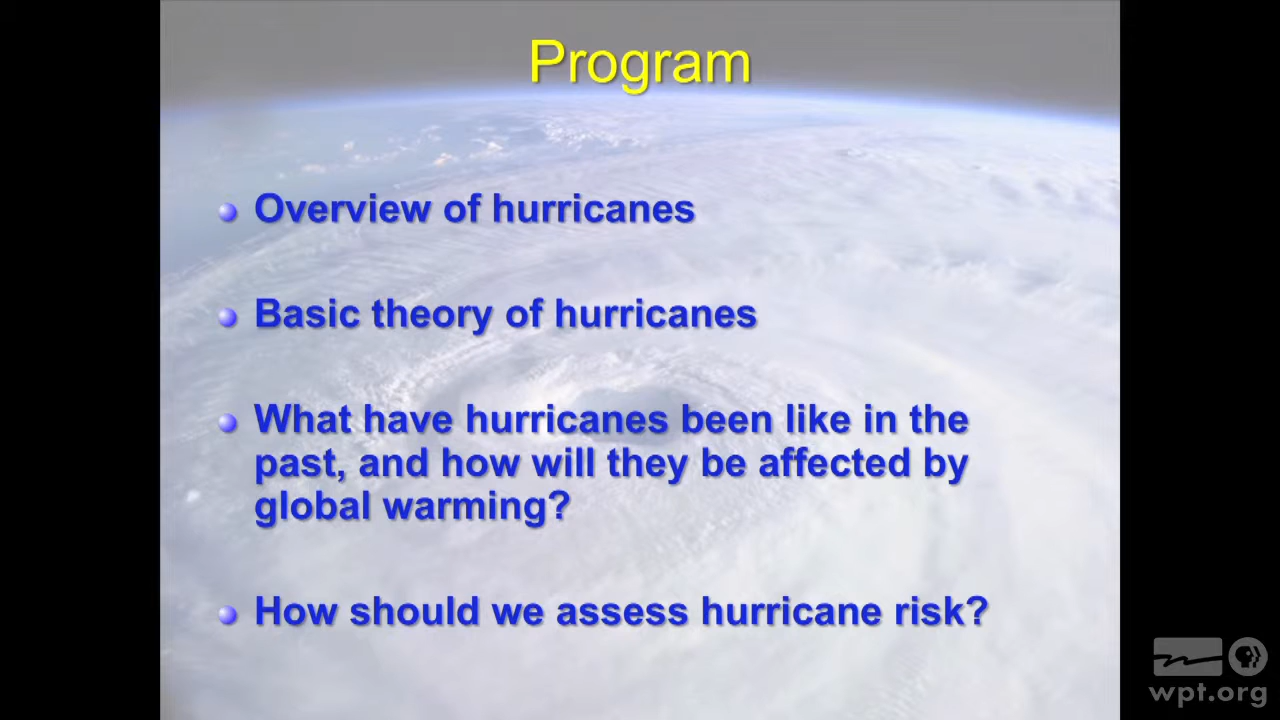 Program
Overview of hurricanes
Basic theory of hurricanes
What have hurricanes been like in the
past, and how will they be affected by
global warming?
How should we assess hurricane risk?
wpt.org